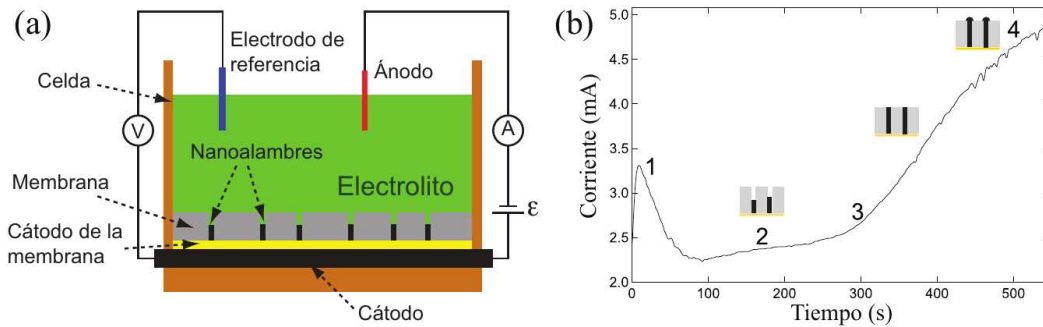 (a)
Electrodo de
referencia
Ánodo
Celda
V
A
Nanoalambres
Membrana
Electrolito
ε
Cátodo de la
membrana
Cátodo
(b)
5.0
4.5
4.0
3.5
3.0
2.5
2.0
Corriente (mA)
1
2
3
4
0
100
200
300
400
500
Tiempo (s)